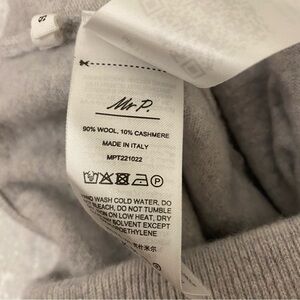 S
Mr P.
90% WOOL, 10% CASHMERE
MADE IN ITALY
MPT221022
WASH COLD WATER, DO
BLEACH, DO NOT TUMBLE
ON LOW HEAT, DRY
SOLVENT EXCEPT